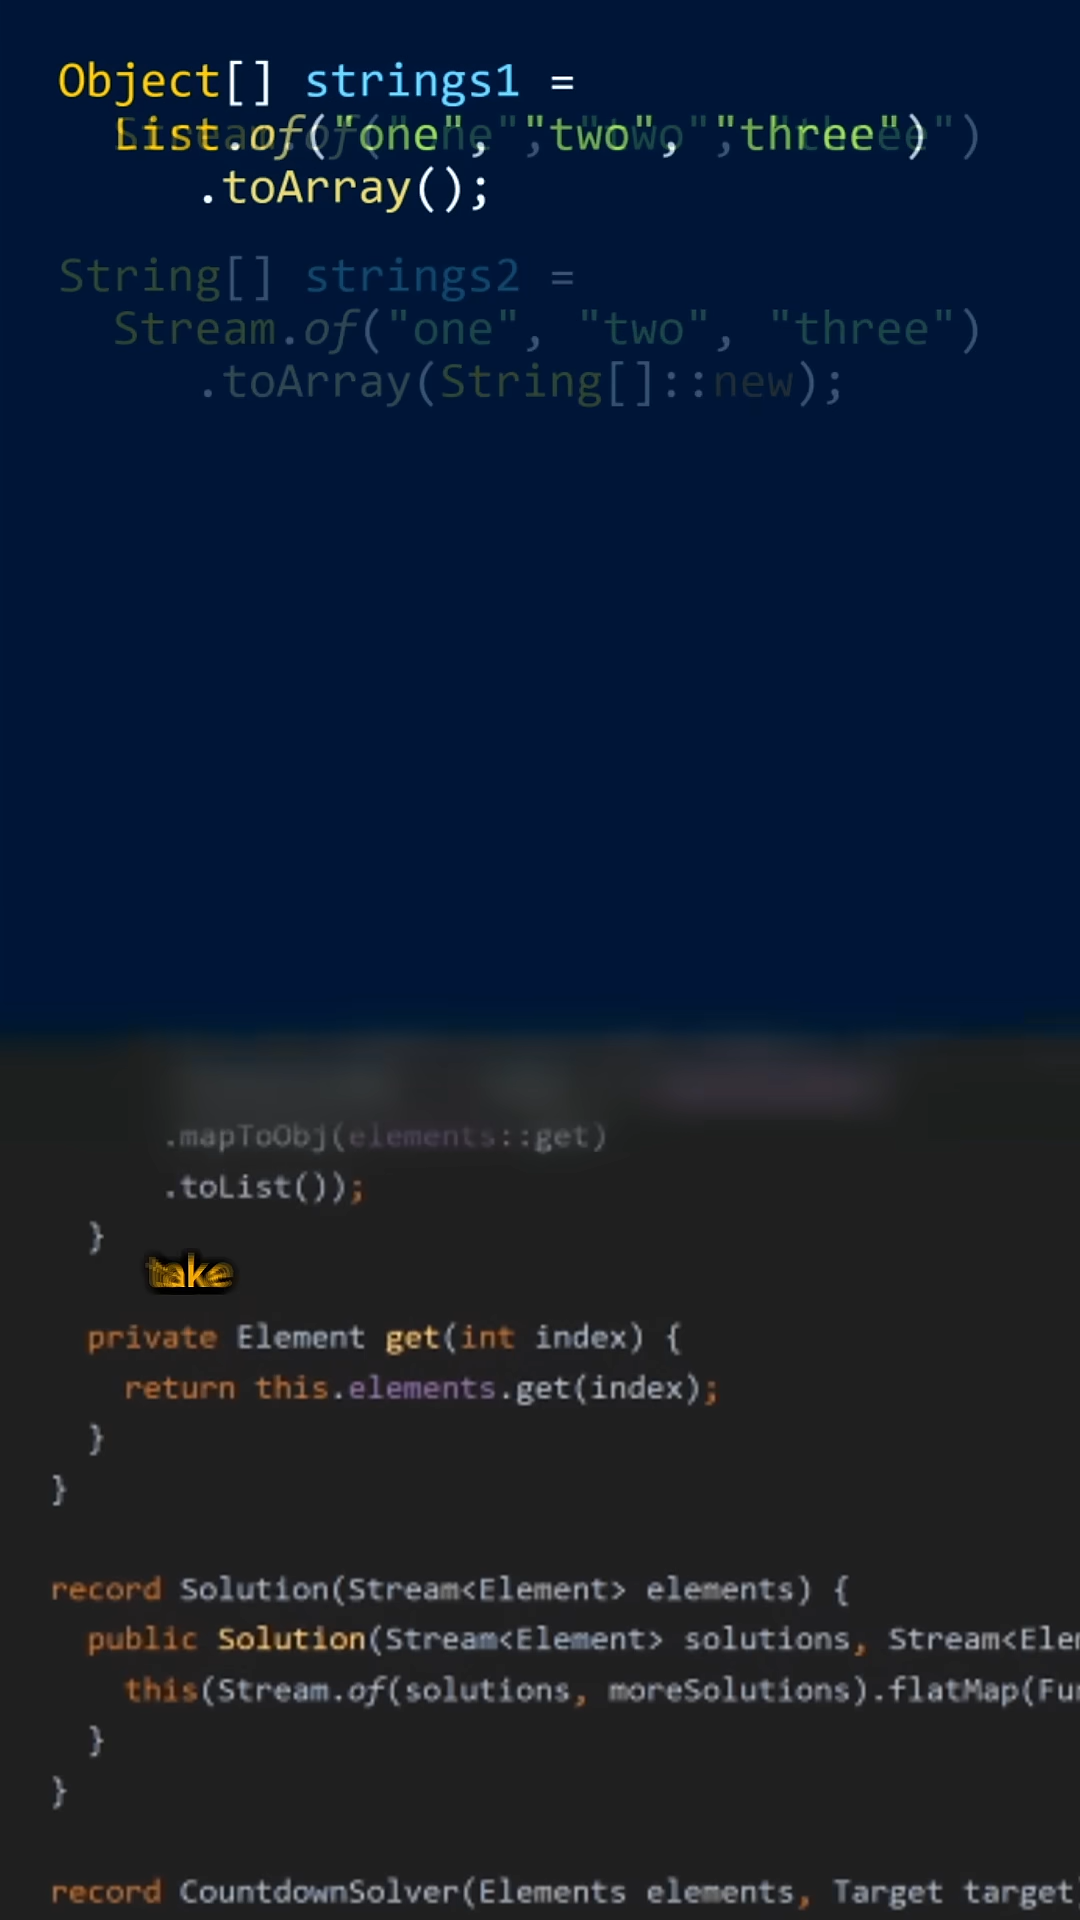 Object[] strings1 =
List.of("one", "two", "three")
.toArray();
String[] strings2 =
Stream.of("one", "two", "three")
.toArray(String[]::new);
.mapToObj(elements::get)
.toList());
}
take
private Element get(int index) {
return this.elements.get(index);
}
}
record Solution(Stream<Element> elements) {
public Solution(Stream<Element> solutions, Stream<Ele
this(Stream.of(solutions, moreSolutions).flatMap(Fu
}
}
record CountdownSolver(Elements elements, Target target